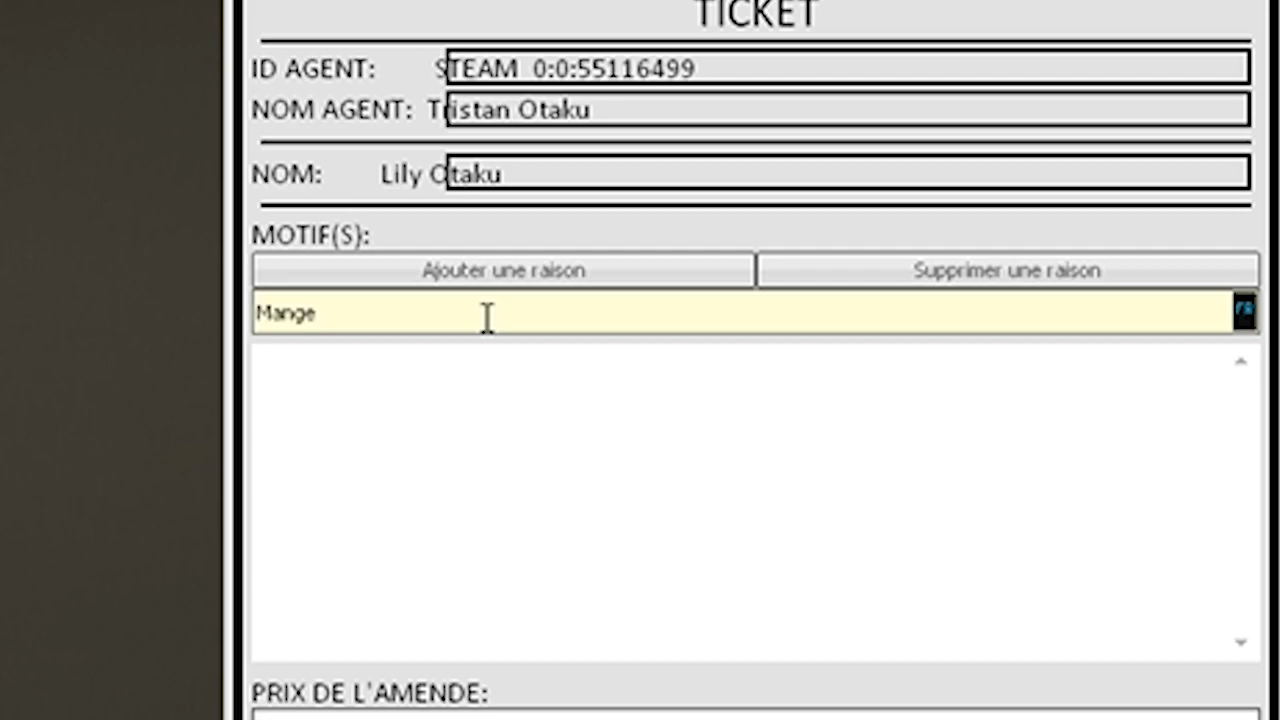 TICKET
ID AGENT: STEAM 0:0:55116499
NOM AGENT: Tristan Otaku
NOM: Lily Otaku
MOTIF(S):
Ajouter une raison Supprimer une raison
Mange FR
PRIX DE L'AMENDE: